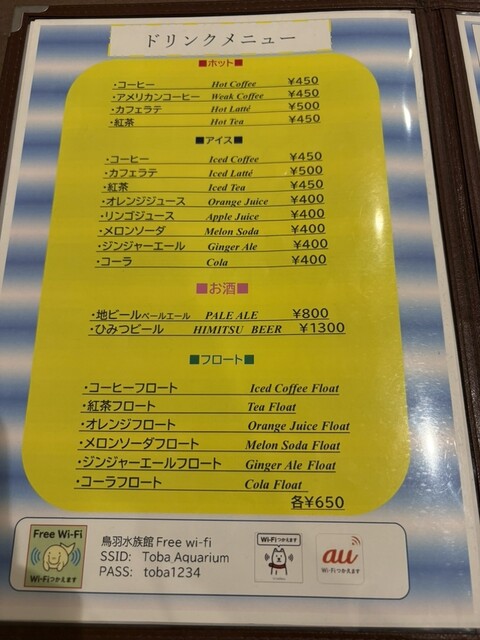 ドリンクメニュー
■ホット■
・コーヒー Hot Coffee ¥450
・アメリカンコーヒー Weak Coffee ¥450
・カフェラテ Hot Latté ¥500
・紅茶 Hot Tea ¥450
■アイス■
・コーヒー Iced Coffee ¥450
・カフェラテ Iced Latté ¥500
・紅茶 Iced Tea ¥450
・オレンジジュース Orange Juice ¥400
・リンゴジュース Apple Juice ¥400
・メロンソーダ Melon Soda ¥400
・ジンジャーエール Ginger Ale ¥400
・コーラ Cola ¥400
■お酒■
・地ビールペールエール PALE ALE ¥800
・ひみつビール HIMITSU BEER ¥1300
■フロート■
・コーヒーフロート Iced Coffee Float
・紅茶フロート Tea Float
・オレンジフロート Orange Juice Float
・メロンソーダフロート Melon Soda Float
・ジンジャーエールフロート Ginger Ale Float
・コーラフロート Cola Float
各¥650
Free Wi-Fi
Wi-Fiつかえます
鳥羽水族館 Free wi-fi
SSID: Toba Aquarium
PASS: toba1234
Wi-Fiつかえます
au
Wi-Fiつかえます